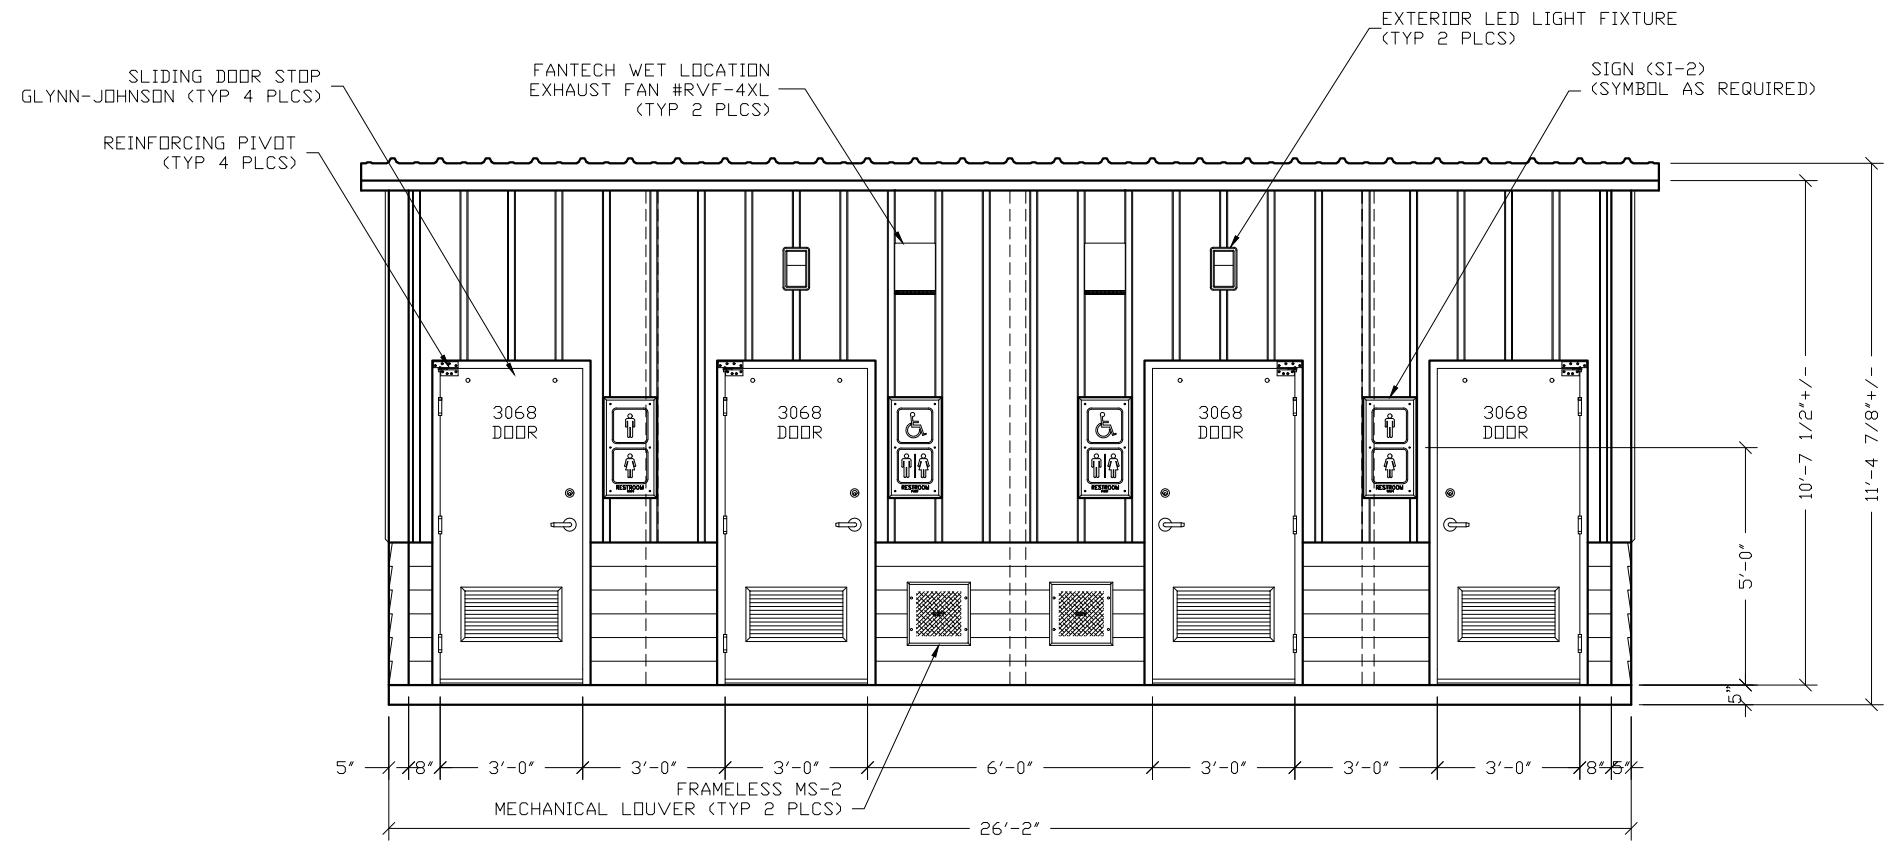 EXTERIOR LED LIGHT FIXTURE
(TYP 2 PLCS)
SLIDING DOOR STOP
GLYNN-JOHNSON (TYP 4 PLCS)
FANTECH WET LOCATION
EXHAUST FAN #RVF-4XL
(TYP 2 PLCS)
SIGN (SI-2)
(SYMBOL AS REQUIRED)
REINFORCING PIVOT
(TYP 4 PLCS)
3068
DOOR
3068
DOOR
3068
DOOR
3068
DOOR
RESTROOM
RESTROOM
RESTROOM
RESTROOM
10'-7 1/2"+/-
11'-4 7/8"+/-
5'-0"
5"
5"
8"
3'-0"
3'-0"
3'-0"
6'-0"
3'-0"
3'-0"
3'-0"
8"
5"
FRAMELESS MS-2
MECHANICAL LOUVER (TYP 2 PLCS)
26'-2"